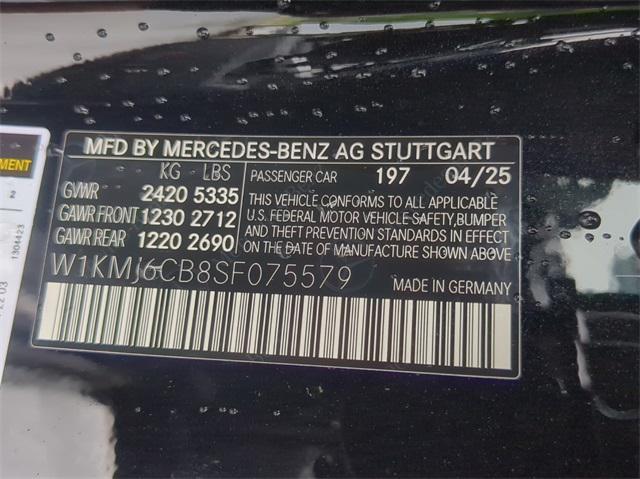 MFD BY MERCEDES-BENZ AG STUTTGART
KG LBS
GVWR 2420 5335
GAWR FRONT 1230 2712
GAWR REAR 1220 2690
PASSENGER CAR 197 04/25
THIS VEHICLE CONFORMS TO ALL APPLICABLE
U.S. FEDERAL MOTOR VEHICLE SAFETY,BUMPER
AND THEFT PREVENTION STANDARDS IN EFFECT
ON THE DATE OF MANUFACTURE SHOWN ABOVE.
W1KMJ6CB8SF075579
MADE IN GERMANY
2
1304423